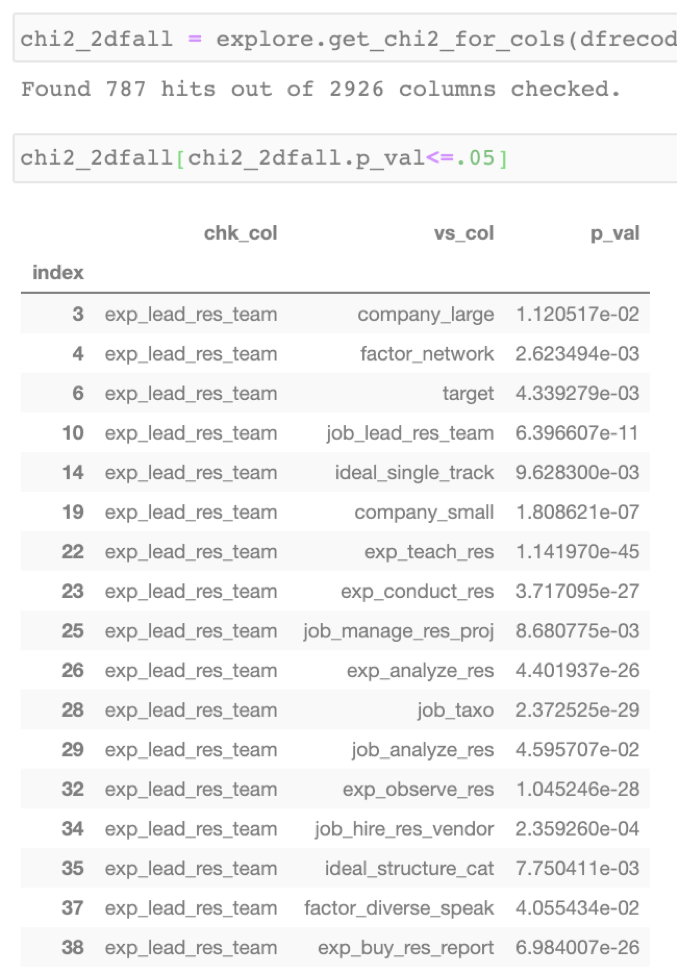 chi2_2dfall = explore.get_chi2_for_cols(dfrecod
Found 787 hits out of 2926 columns checked.
chi2_2dfall[chi2_2dfall.p_val<=.05]
chk_col vs_col p_val
index
3 exp_lead_res_team company_large 1.120517e-02
4 exp_lead_res_team factor_network 2.623494e-03
6 exp_lead_res_team target 4.339279e-03
10 exp_lead_res_team job_lead_res_team 6.396607e-11
14 exp_lead_res_team ideal_single_track 9.628300e-03
19 exp_lead_res_team company_small 1.808621e-07
22 exp_lead_res_team exp_teach_res 1.141970e-45
23 exp_lead_res_team exp_conduct_res 3.717095e-27
25 exp_lead_res_team job_manage_res_proj 8.680775e-03
26 exp_lead_res_team exp_analyze_res 4.401937e-26
28 exp_lead_res_team job_taxo 2.372525e-29
29 exp_lead_res_team job_analyze_res 4.595707e-02
32 exp_lead_res_team exp_observe_res 1.045246e-28
34 exp_lead_res_team job_hire_res_vendor 2.359260e-04
35 exp_lead_res_team ideal_structure_cat 7.750411e-03
37 exp_lead_res_team factor_diverse_speak 4.055434e-02
38 exp_lead_res_team exp_buy_res_report 6.984007e-26